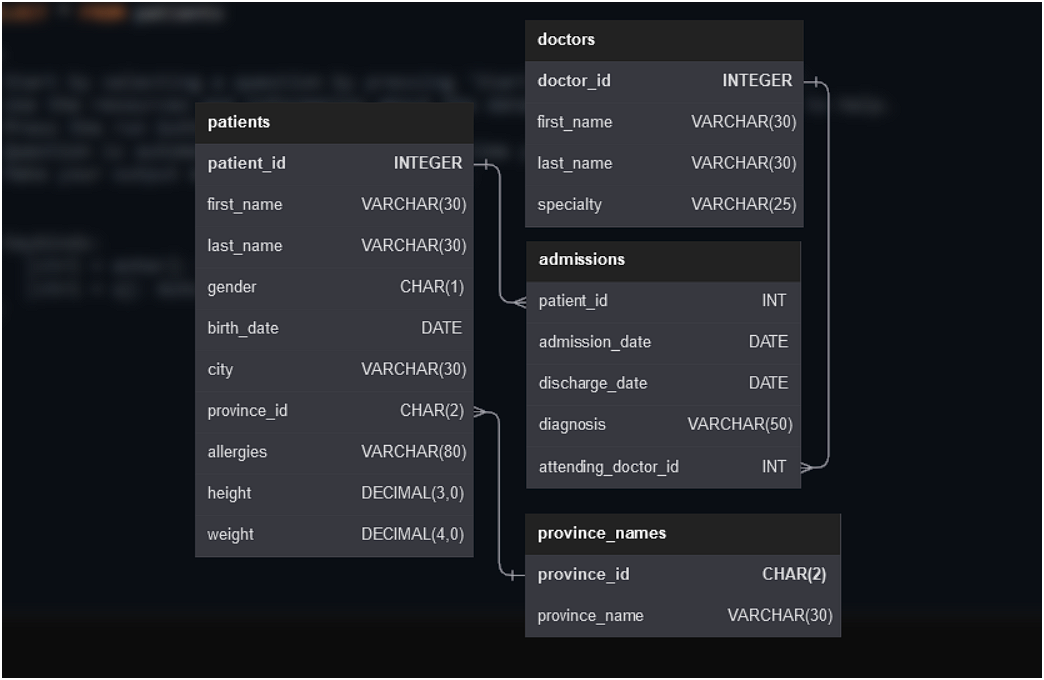 patients
patient_id INTEGER
first_name VARCHAR(30)
last_name VARCHAR(30)
gender CHAR(1)
birth_date DATE
city VARCHAR(30)
province_id CHAR(2)
allergies VARCHAR(80)
height DECIMAL(3,0)
weight DECIMAL(4,0)
doctors
doctor_id INTEGER
first_name VARCHAR(30)
last_name VARCHAR(30)
specialty VARCHAR(25)
admissions
patient_id INT
admission_date DATE
discharge_date DATE
diagnosis VARCHAR(50)
attending_doctor_id INT
province_names
province_id CHAR(2)
province_name VARCHAR(30)